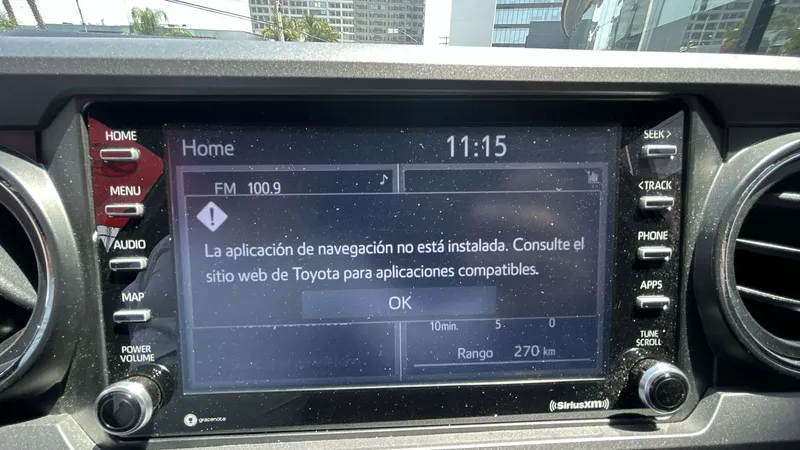 HOME
MENU
AUDIO
MAP
POWER
VOLUME
Home 11:15
FM 100.9
La aplicación de navegación no está instalada. Consulte el
sitio web de Toyota para aplicaciones compatibles.
OK
10min. 5 0
Rango 270 km
gracenote
((SiriusXM))
SEEK >
< TRACK
PHONE
APPS
TUNE
SCROLL